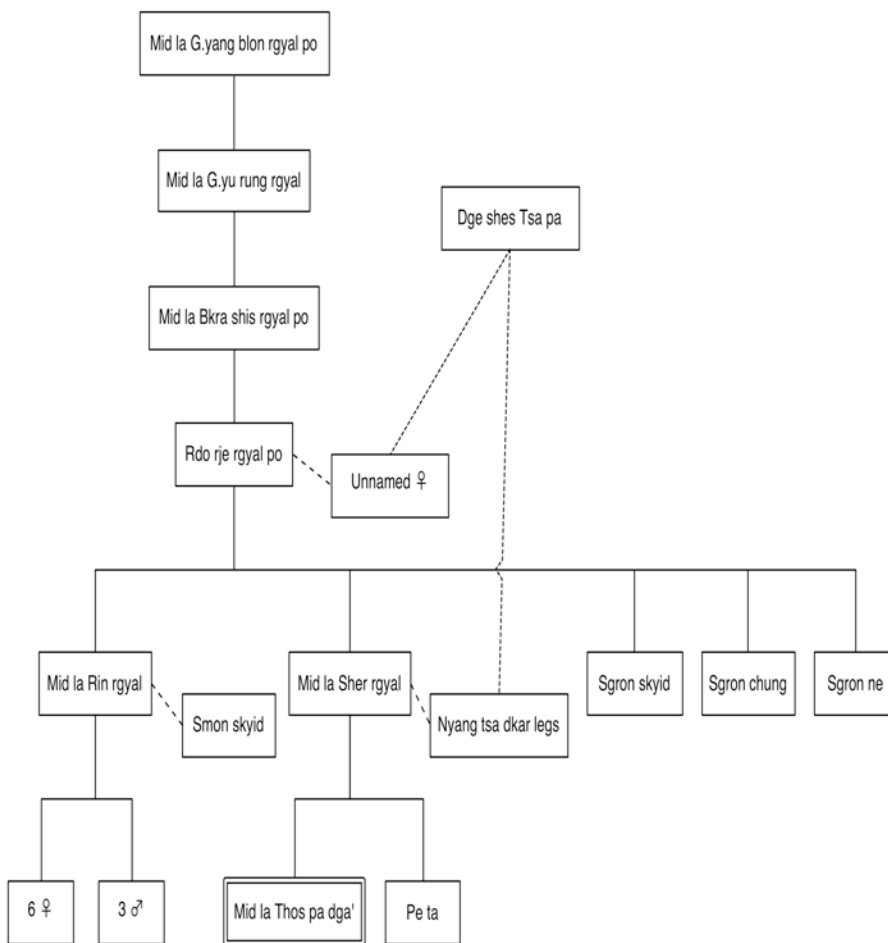 Mid la G.yang blon rgyal po
Mid la G.yu rung rgyal
Dge shes Tsa pa
Mid la Bkra shis rgyal po
Rdo rje rgyal po
Unnamed ♀
Mid la Rin rgyal
Smon skyid
Mid la Sher rgyal
Nyang tsa dkar legs
Sgron skyid
Sgron chung
Sgron ne
6 ♀
3 ♂
Mid la Thos pa dga'
Pe ta